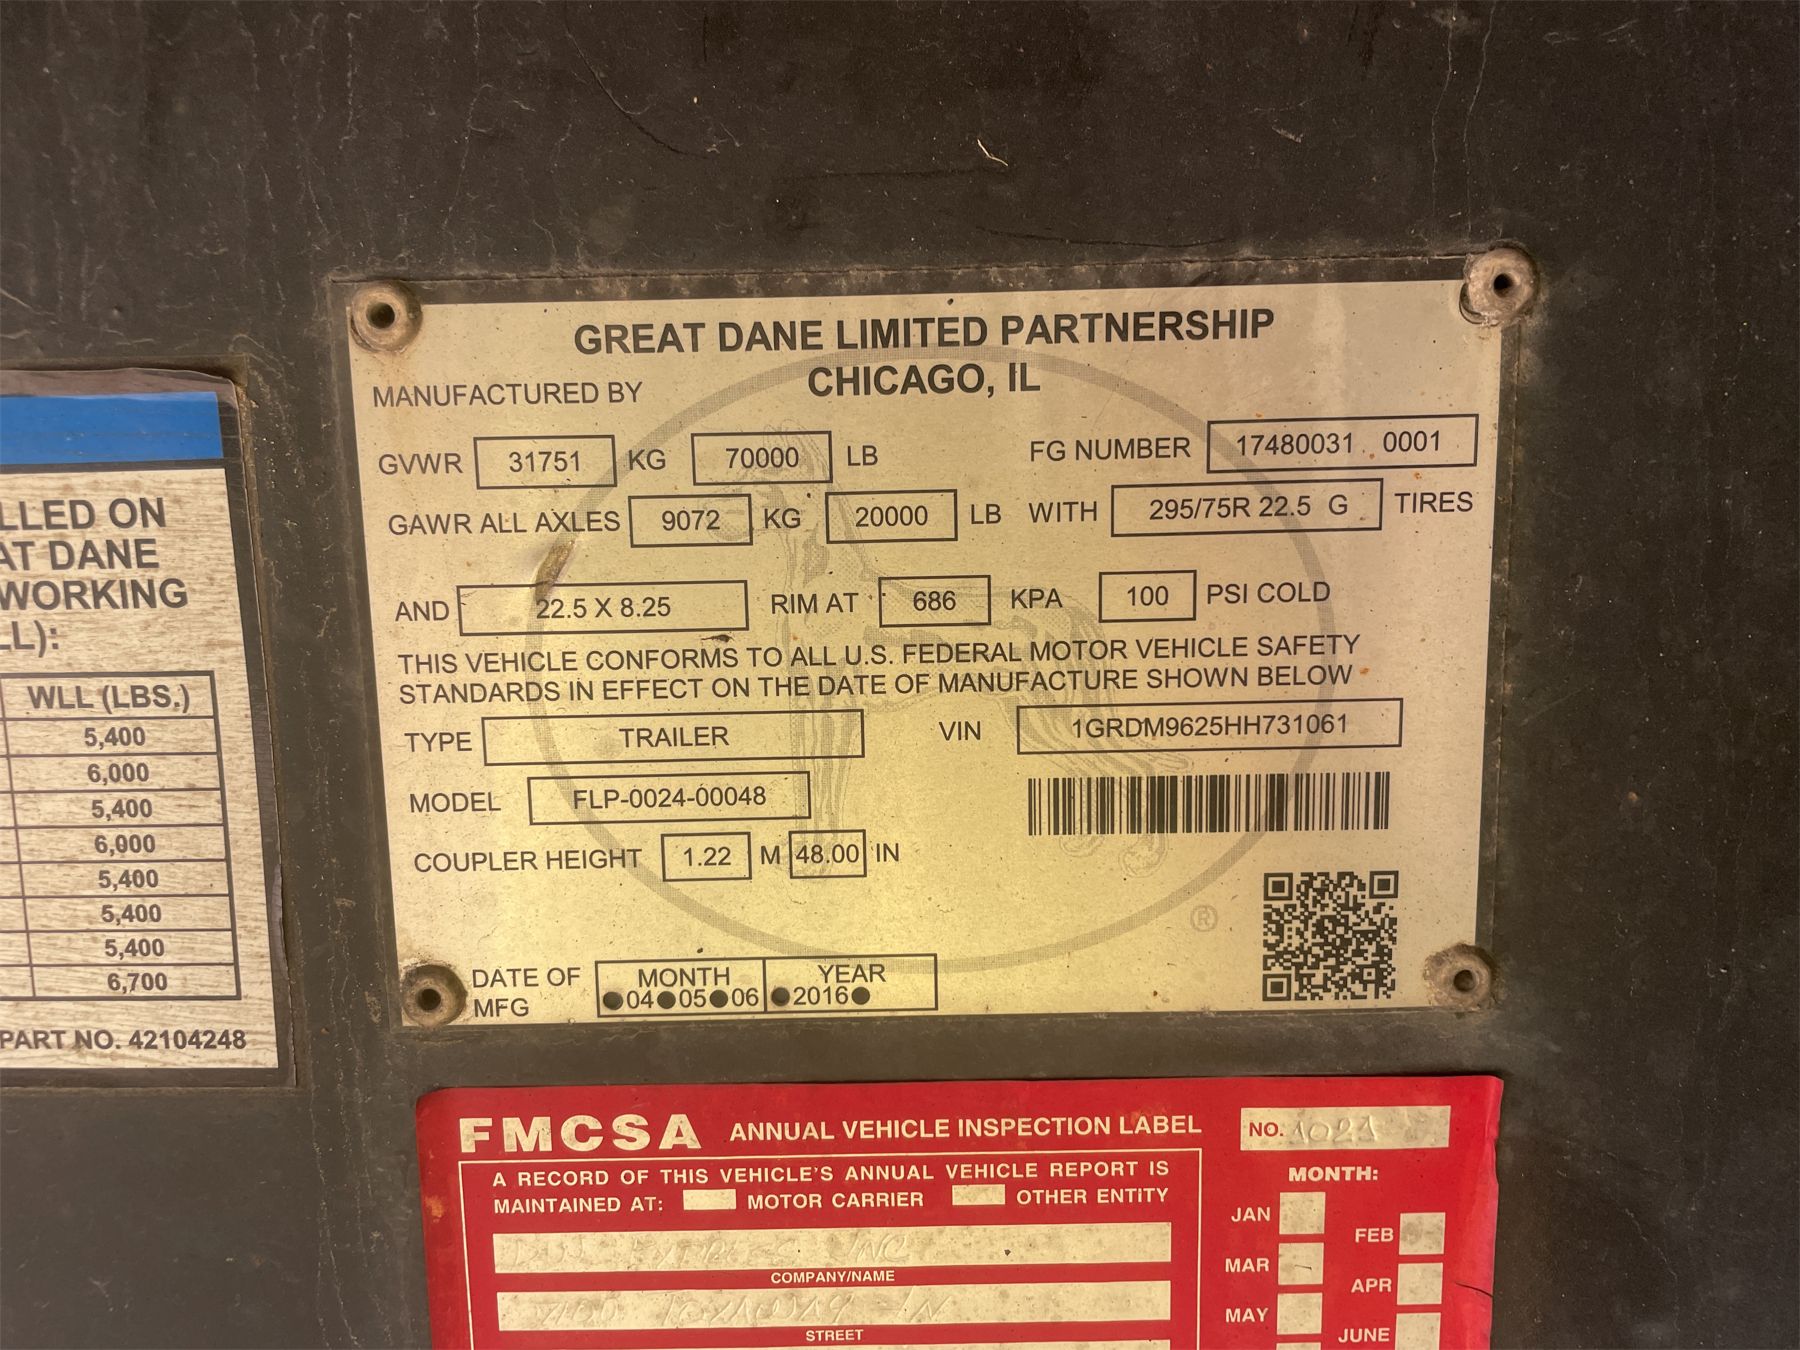 GREAT DANE LIMITED PARTNERSHIP
CHICAGO, IL
MANUFACTURED BY
GVWR 31751 KG 70000 LB FG NUMBER 17480031 0001
GAWR ALL AXLES 9072 KG 20000 LB WITH 295/75R 22.5 G TIRES
AND 22.5 X 8.25 RIM AT 686 KPA 100 PSI COLD
THIS VEHICLE CONFORMS TO ALL U.S. FEDERAL MOTOR VEHICLE SAFETY
STANDARDS IN EFFECT ON THE DATE OF MANUFACTURE SHOWN BELOW
TYPE TRAILER VIN 1GRDM9625HH731061
MODEL FLP-0024-00048
COUPLER HEIGHT 1.22 M 48.00 IN
®
DATE OF MFG MONTH YEAR
●04●05●06 ●2016●
LLED ON
AT DANE
WORKING
LL):
WLL (LBS.)
5,400
6,000
5,400
6,000
5,400
5,400
5,400
6,700
PART NO. 42104248
FMCSA ANNUAL VEHICLE INSPECTION LABEL NO. 1021
A RECORD OF THIS VEHICLE'S ANNUAL VEHICLE REPORT IS
MAINTAINED AT: MOTOR CARRIER OTHER ENTITY
INC
COMPANY/NAME
STREET
MONTH:
JAN FEB
MAR APR
MAY JUNE